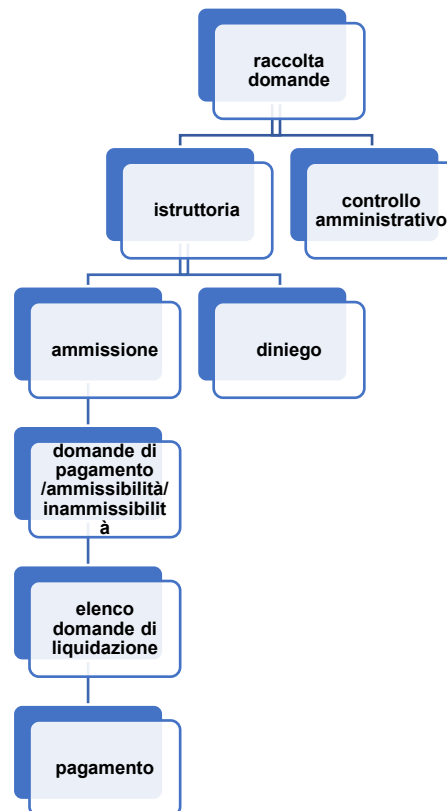 raccolta
domande
istruttoria
controllo
amministrativo
ammissione
diniego
domande di
pagamento
/ammissibilità/
inammissibilit
à
elenco
domande di
liquidazione
pagamento